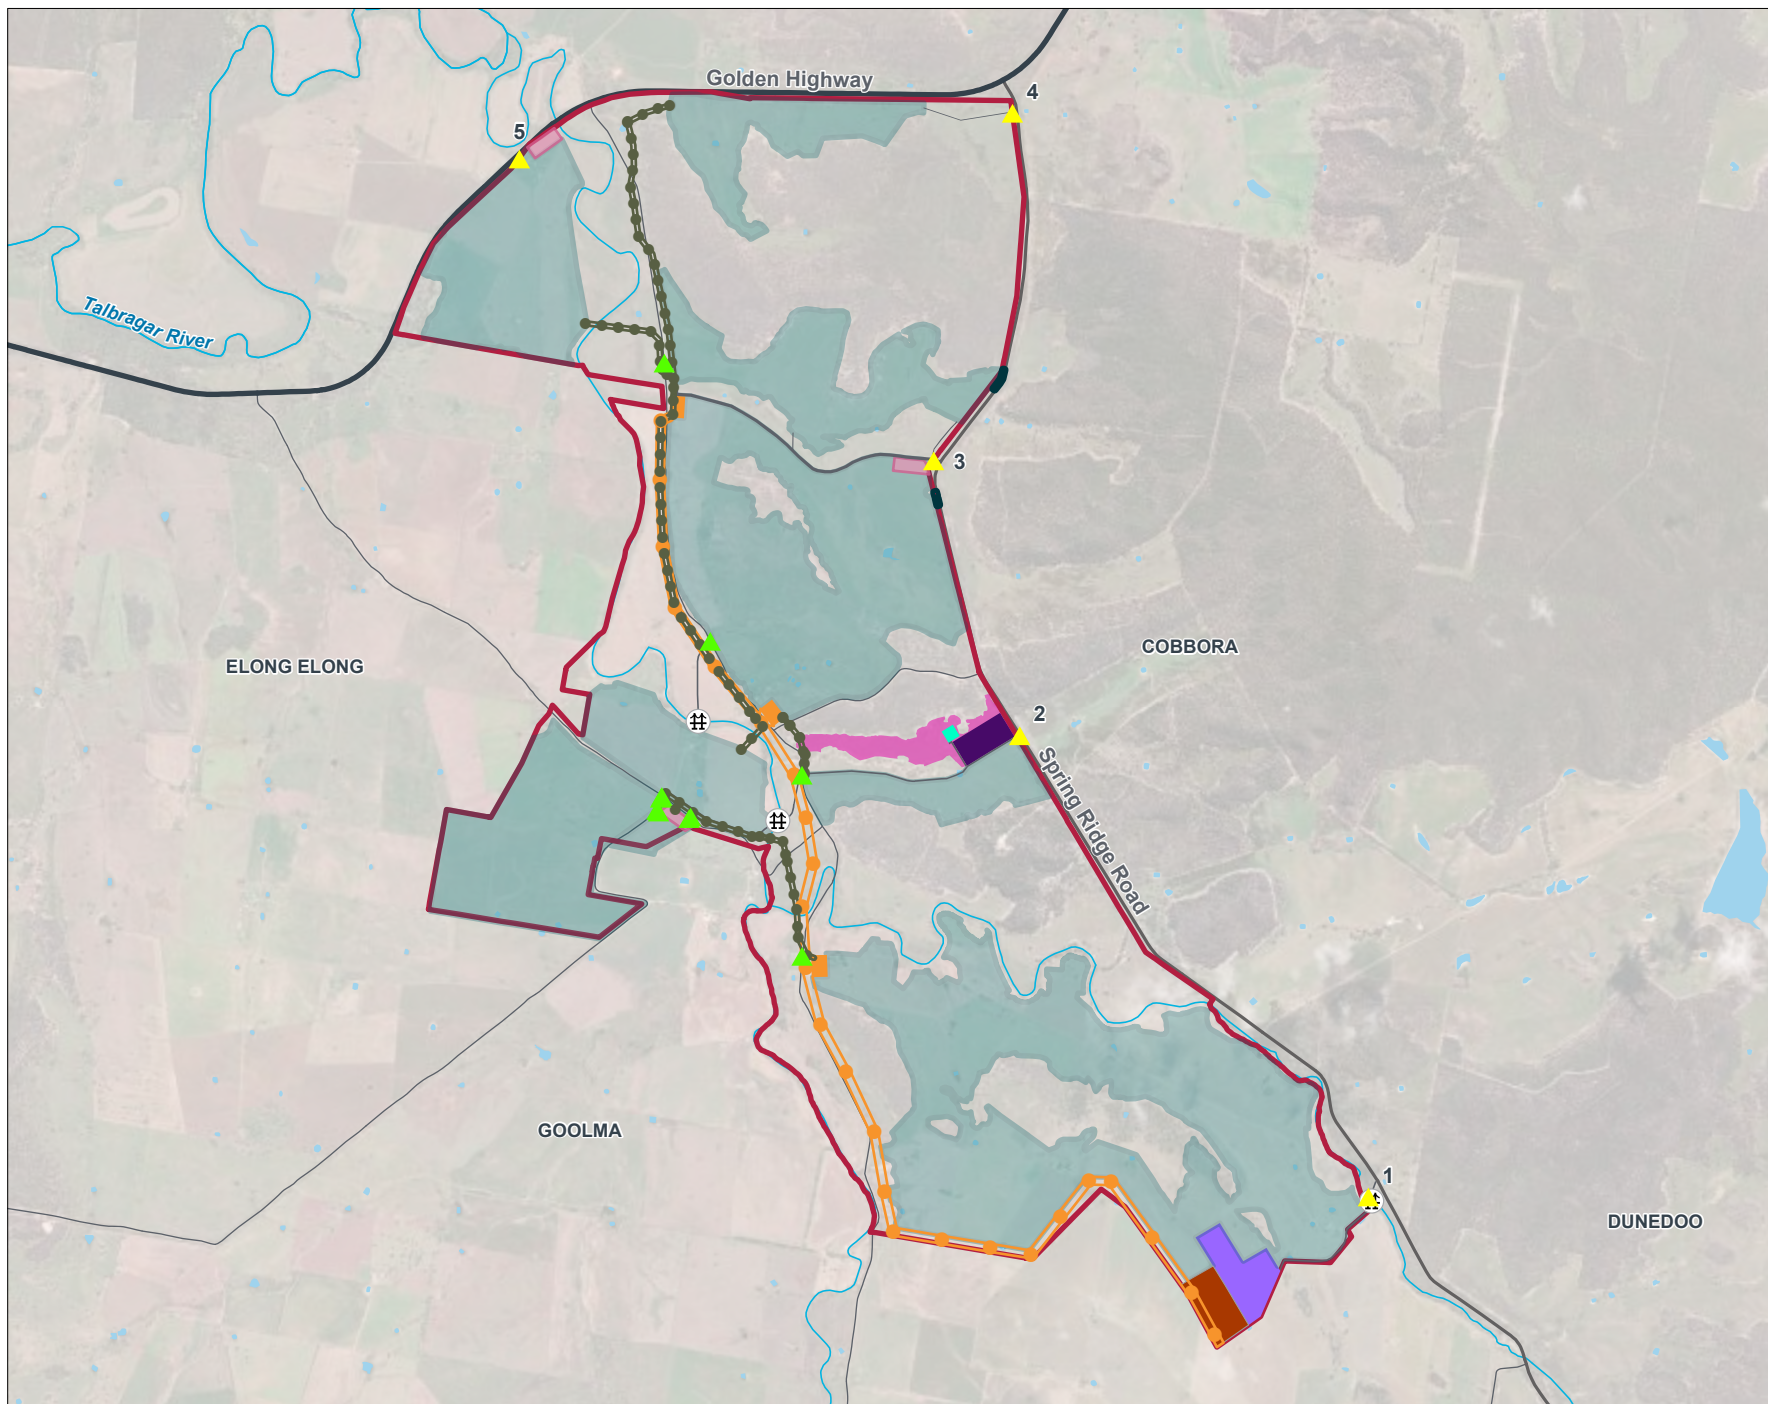 Golden Highway
4
5
Talbragar River
3
COBBORA
ELONG ELONG
2
Spring Ridge Road
GOOLMA
1
DUNEDOO